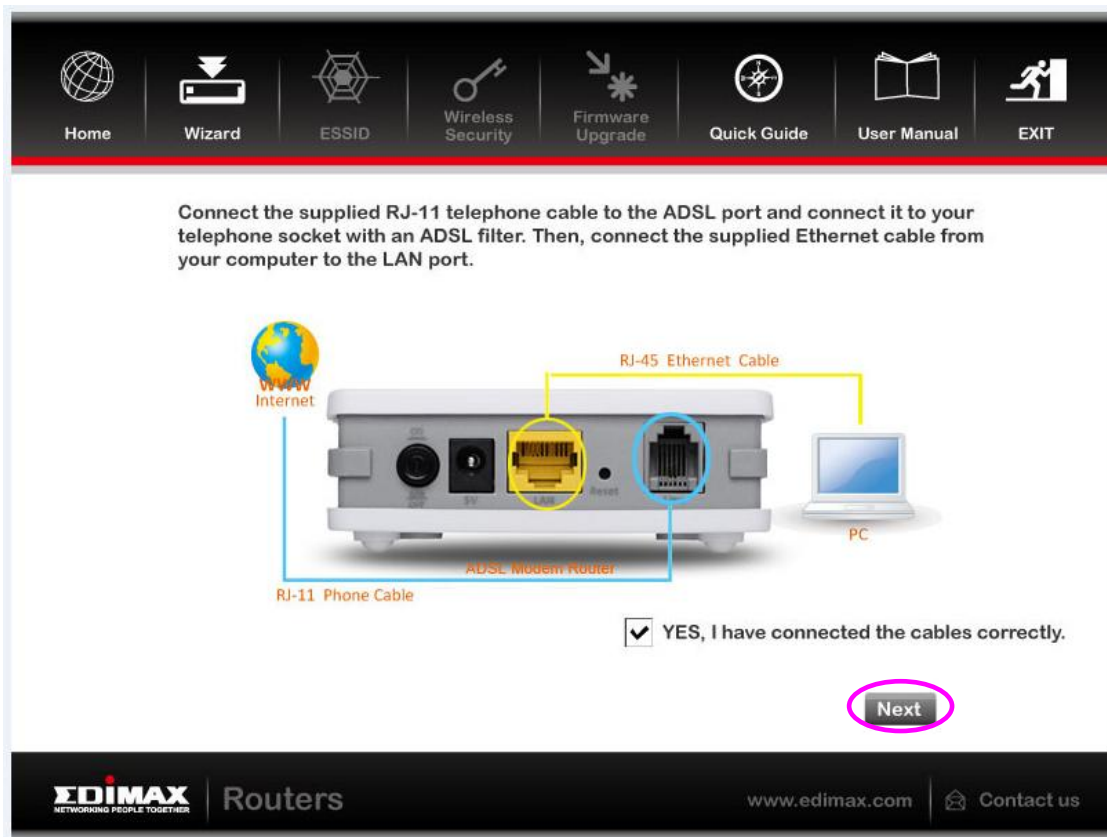 Home
Wizard
ESSID
Wireless
Security
Firmware
Upgrade
Quick Guide
User Manual
EXIT
Connect the supplied RJ-11 telephone cable to the ADSL port and connect it to your
telephone socket with an ADSL filter. Then, connect the supplied Ethernet cable from
your computer to the LAN port.
WWW
Internet
RJ-45 Ethernet Cable
5V
LAN
Reset
PC
ADSL Modem Router
RJ-11 Phone Cable
YES, I have connected the cables correctly.
Next
EDIMAX
NETWORKING PEOPLE TOGETHER
Routers
www.edimax.com
Contact us